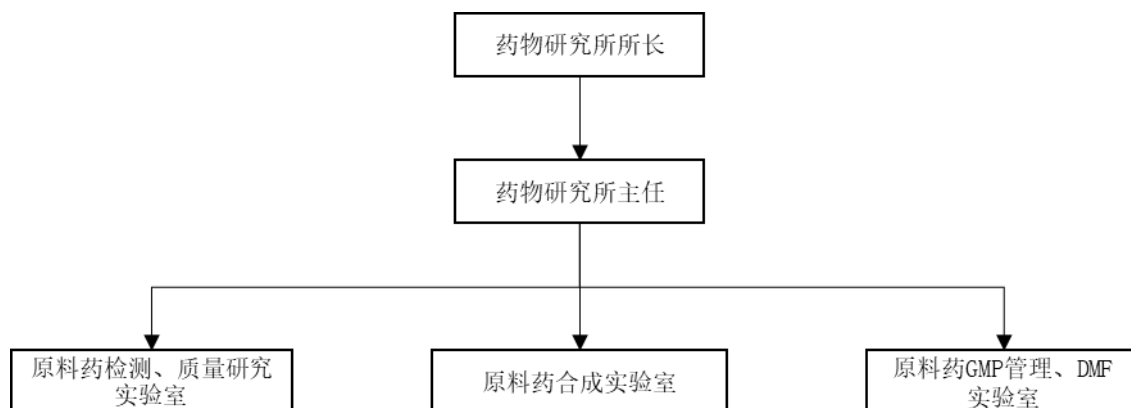 药物研究所所长
药物研究所主任
原料药检测、质量研究
实验室
原料药合成实验室
原料药GMP管理、DMF
实验室